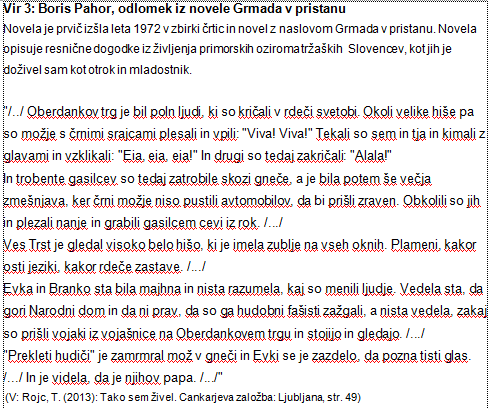 Vir 3: Boris Pahor, odlomek iz novele Grmada v pristanu
Novela je prvič izšla leta 1972 v zbirki črtic in novel z naslovom Grmada v pristanu. Novela
opisuje resnične dogodke iz življenja primorskih oziroma tržaških Slovencev, kot jih je
doživel sam kot otrok in mladostnik.
"/../ Oberdankov trg je bil poln ljudi, ki so kričali v rdeči svetobi. Okoli velike hiše pa
so možje s črnimi srajcami plesali in vpili: "Viva! Viva!" Tekali so sem in tja in kimali z
glavami in vzklikali: "Eia, eja, eja!" In drugi so tedaj zakričali: "Alala!"
In trobente gasilcev so tedaj zatrobile skozi gneče, a je bila potem še večja
zmešnjava, ker črni možje niso pustili avtomobilov, da bi prišli zraven. Obkolili so jih
in plezali nanje in grabili gasilcem cevi iz rok. /.../
Ves Trst je gledal visoko belo hišo, ki je imela zublje na vseh oknih. Plameni, kakor
osti jeziki, kakor rdeče zastave. /.../
Evka in Branko sta bila majhna in nista razumela, kaj so menili ljudje. Vedela sta, da
gori Narodni dom in da ni prav, da so ga hudobni fašisti zažgali, a nista vedela, zakaj
so prišli vojaki iz vojašnice na Oberdankovem trgu in stojijo in gledajo. /.../
"Prekleti hudiči" je zamrmral mož v gneči in Evki se je zazdelo, da pozna tisti glas.
/.../ In je videla, da je njihov papa. /../"
(V: Rojc, T. (2013): Tako sem živel. Cankarjeva založba: Ljubljana, str. 49)